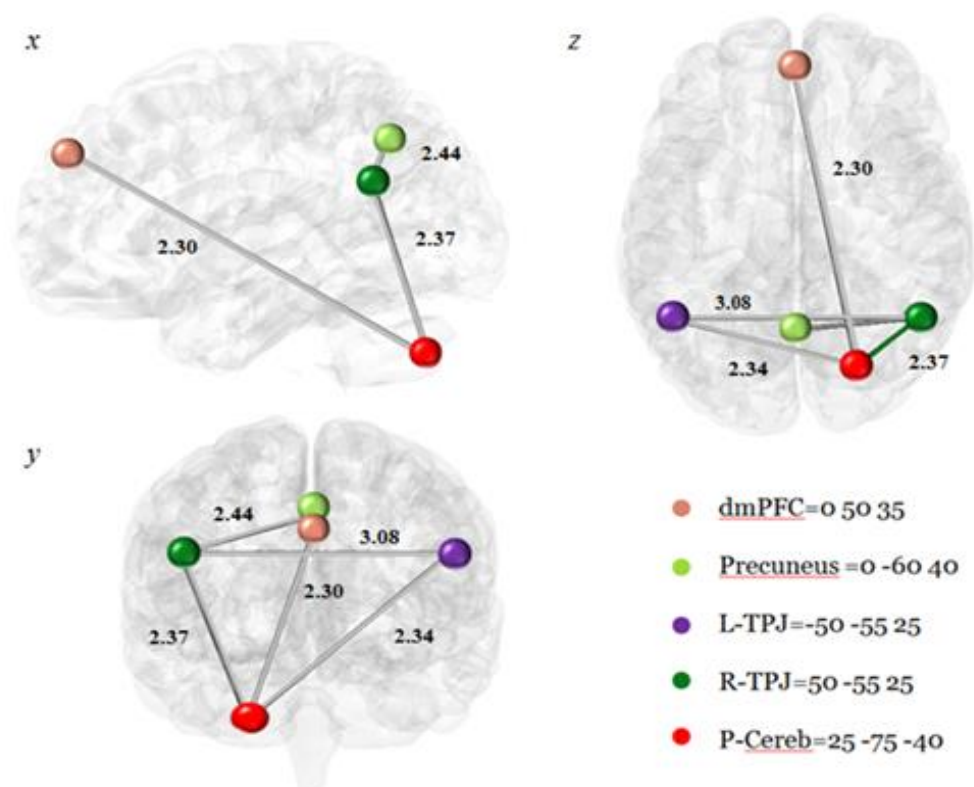 x
2.44
2.37
2.30
z
2.30
3.08
2.34
2.37
y
2.44
3.08
2.30
2.37
2.34
dmPFC=0 50 35
Precuneus =0 -60 40
L-TPJ=-50 -55 25
R-TPJ=50 -55 25
P-Cereb=25 -75 -40